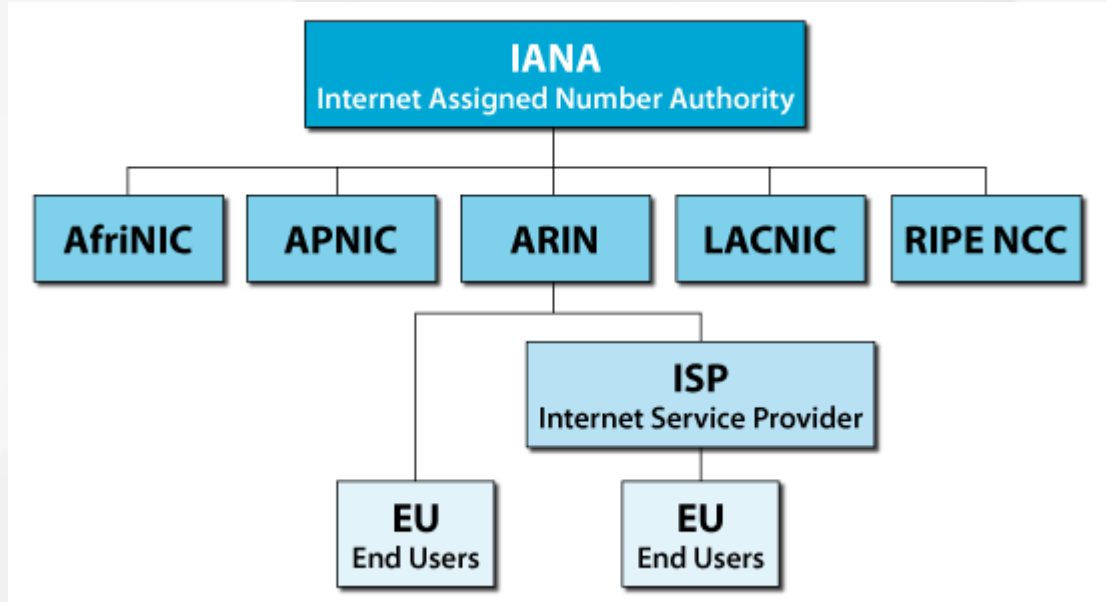 IANA
Internet Assigned Number Authority
AfriNIC
APNIC
ARIN
LACNIC
RIPE NCC
ISP
Internet Service Provider
EU
End Users
EU
End Users